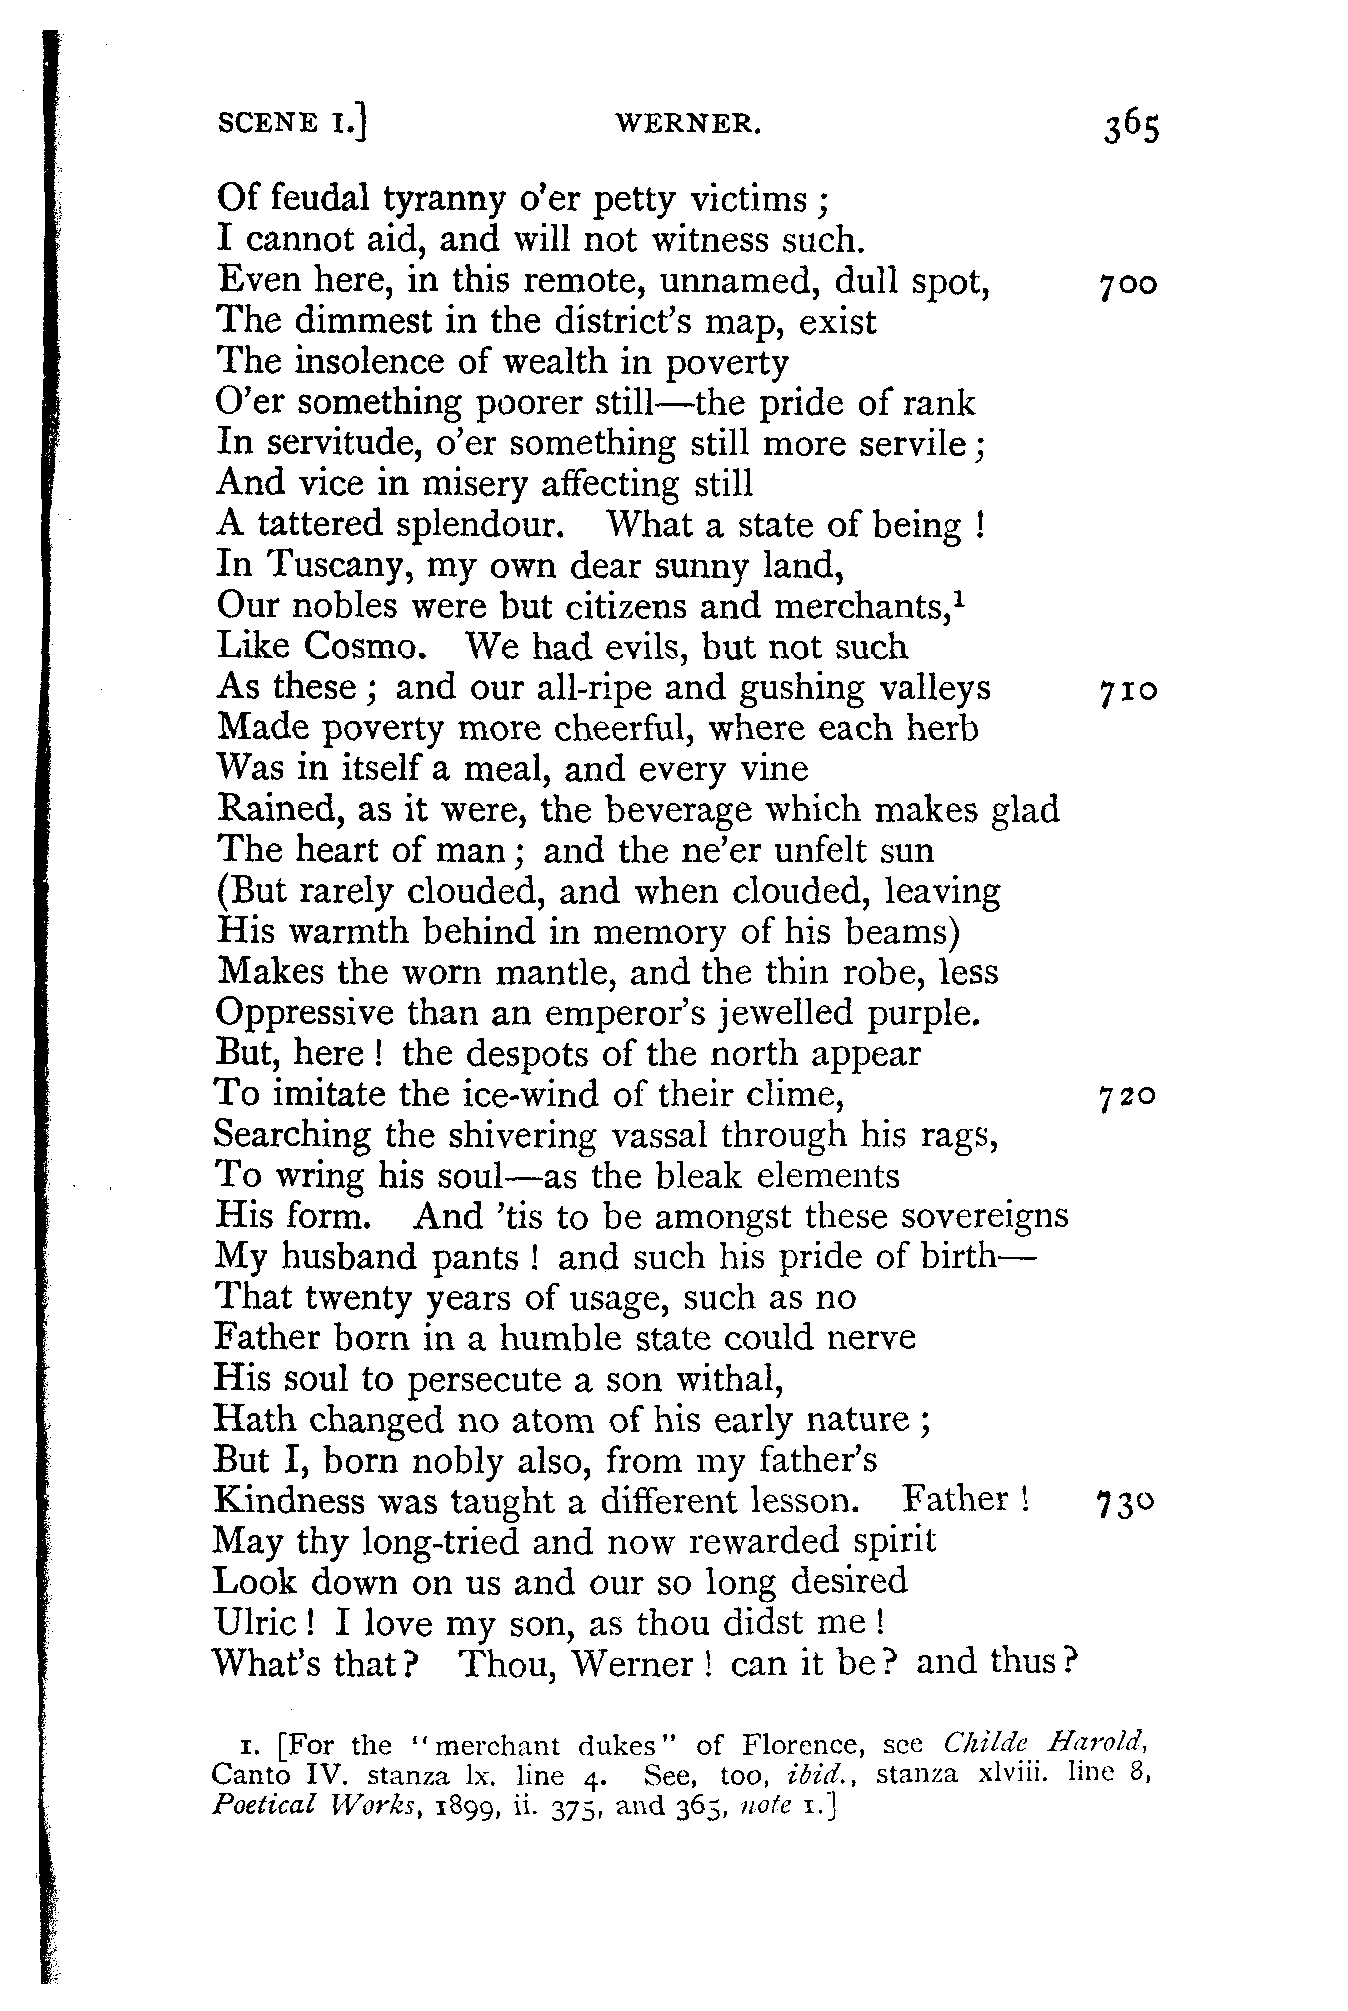 SCENE I.] WERNER. 365
Of feudal tyranny o'er petty victims ;
I cannot aid, and will not witness such.
Even here, in this remote, unnamed, dull spot, 700
The dimmest in the district's map, exist
The insolence of wealth in poverty
O'er something poorer still—the pride of rank
In servitude, o'er something still more servile ;
And vice in misery affecting still
A tattered splendour. What a state of being !
In Tuscany, my own dear sunny land,
Our nobles were but citizens and merchants,¹
Like Cosmo. We had evils, but not such
As these ; and our all-ripe and gushing valleys 710
Made poverty more cheerful, where each herb
Was in itself a meal, and every vine
Rained, as it were, the beverage which makes glad
The heart of man ; and the ne'er unfelt sun
(But rarely clouded, and when clouded, leaving
His warmth behind in memory of his beams)
Makes the worn mantle, and the thin robe, less
Oppressive than an emperor's jewelled purple.
But, here ! the despots of the north appear
To imitate the ice-wind of their clime, 720
Searching the shivering vassal through his rags,
To wring his soul—as the bleak elements
His form. And 'tis to be amongst these sovereigns
My husband pants ! and such his pride of birth—
That twenty years of usage, such as no
Father born in a humble state could nerve
His soul to persecute a son withal,
Hath changed no atom of his early nature ;
But I, born nobly also, from my father's
Kindness was taught a different lesson. Father ! 730
May thy long-tried and now rewarded spirit
Look down on us and our so long desired
Ulric ! I love my son, as thou didst me !
What's that ? Thou, Werner ! can it be ? and thus ?
1. [For the "merchant dukes" of Florence, see Childe Harold,
Canto IV. stanza lx. line 4. See, too, ibid., stanza xlviii. line 8,
Poetical Works, 1899, ii. 375, and 365, note 1.]